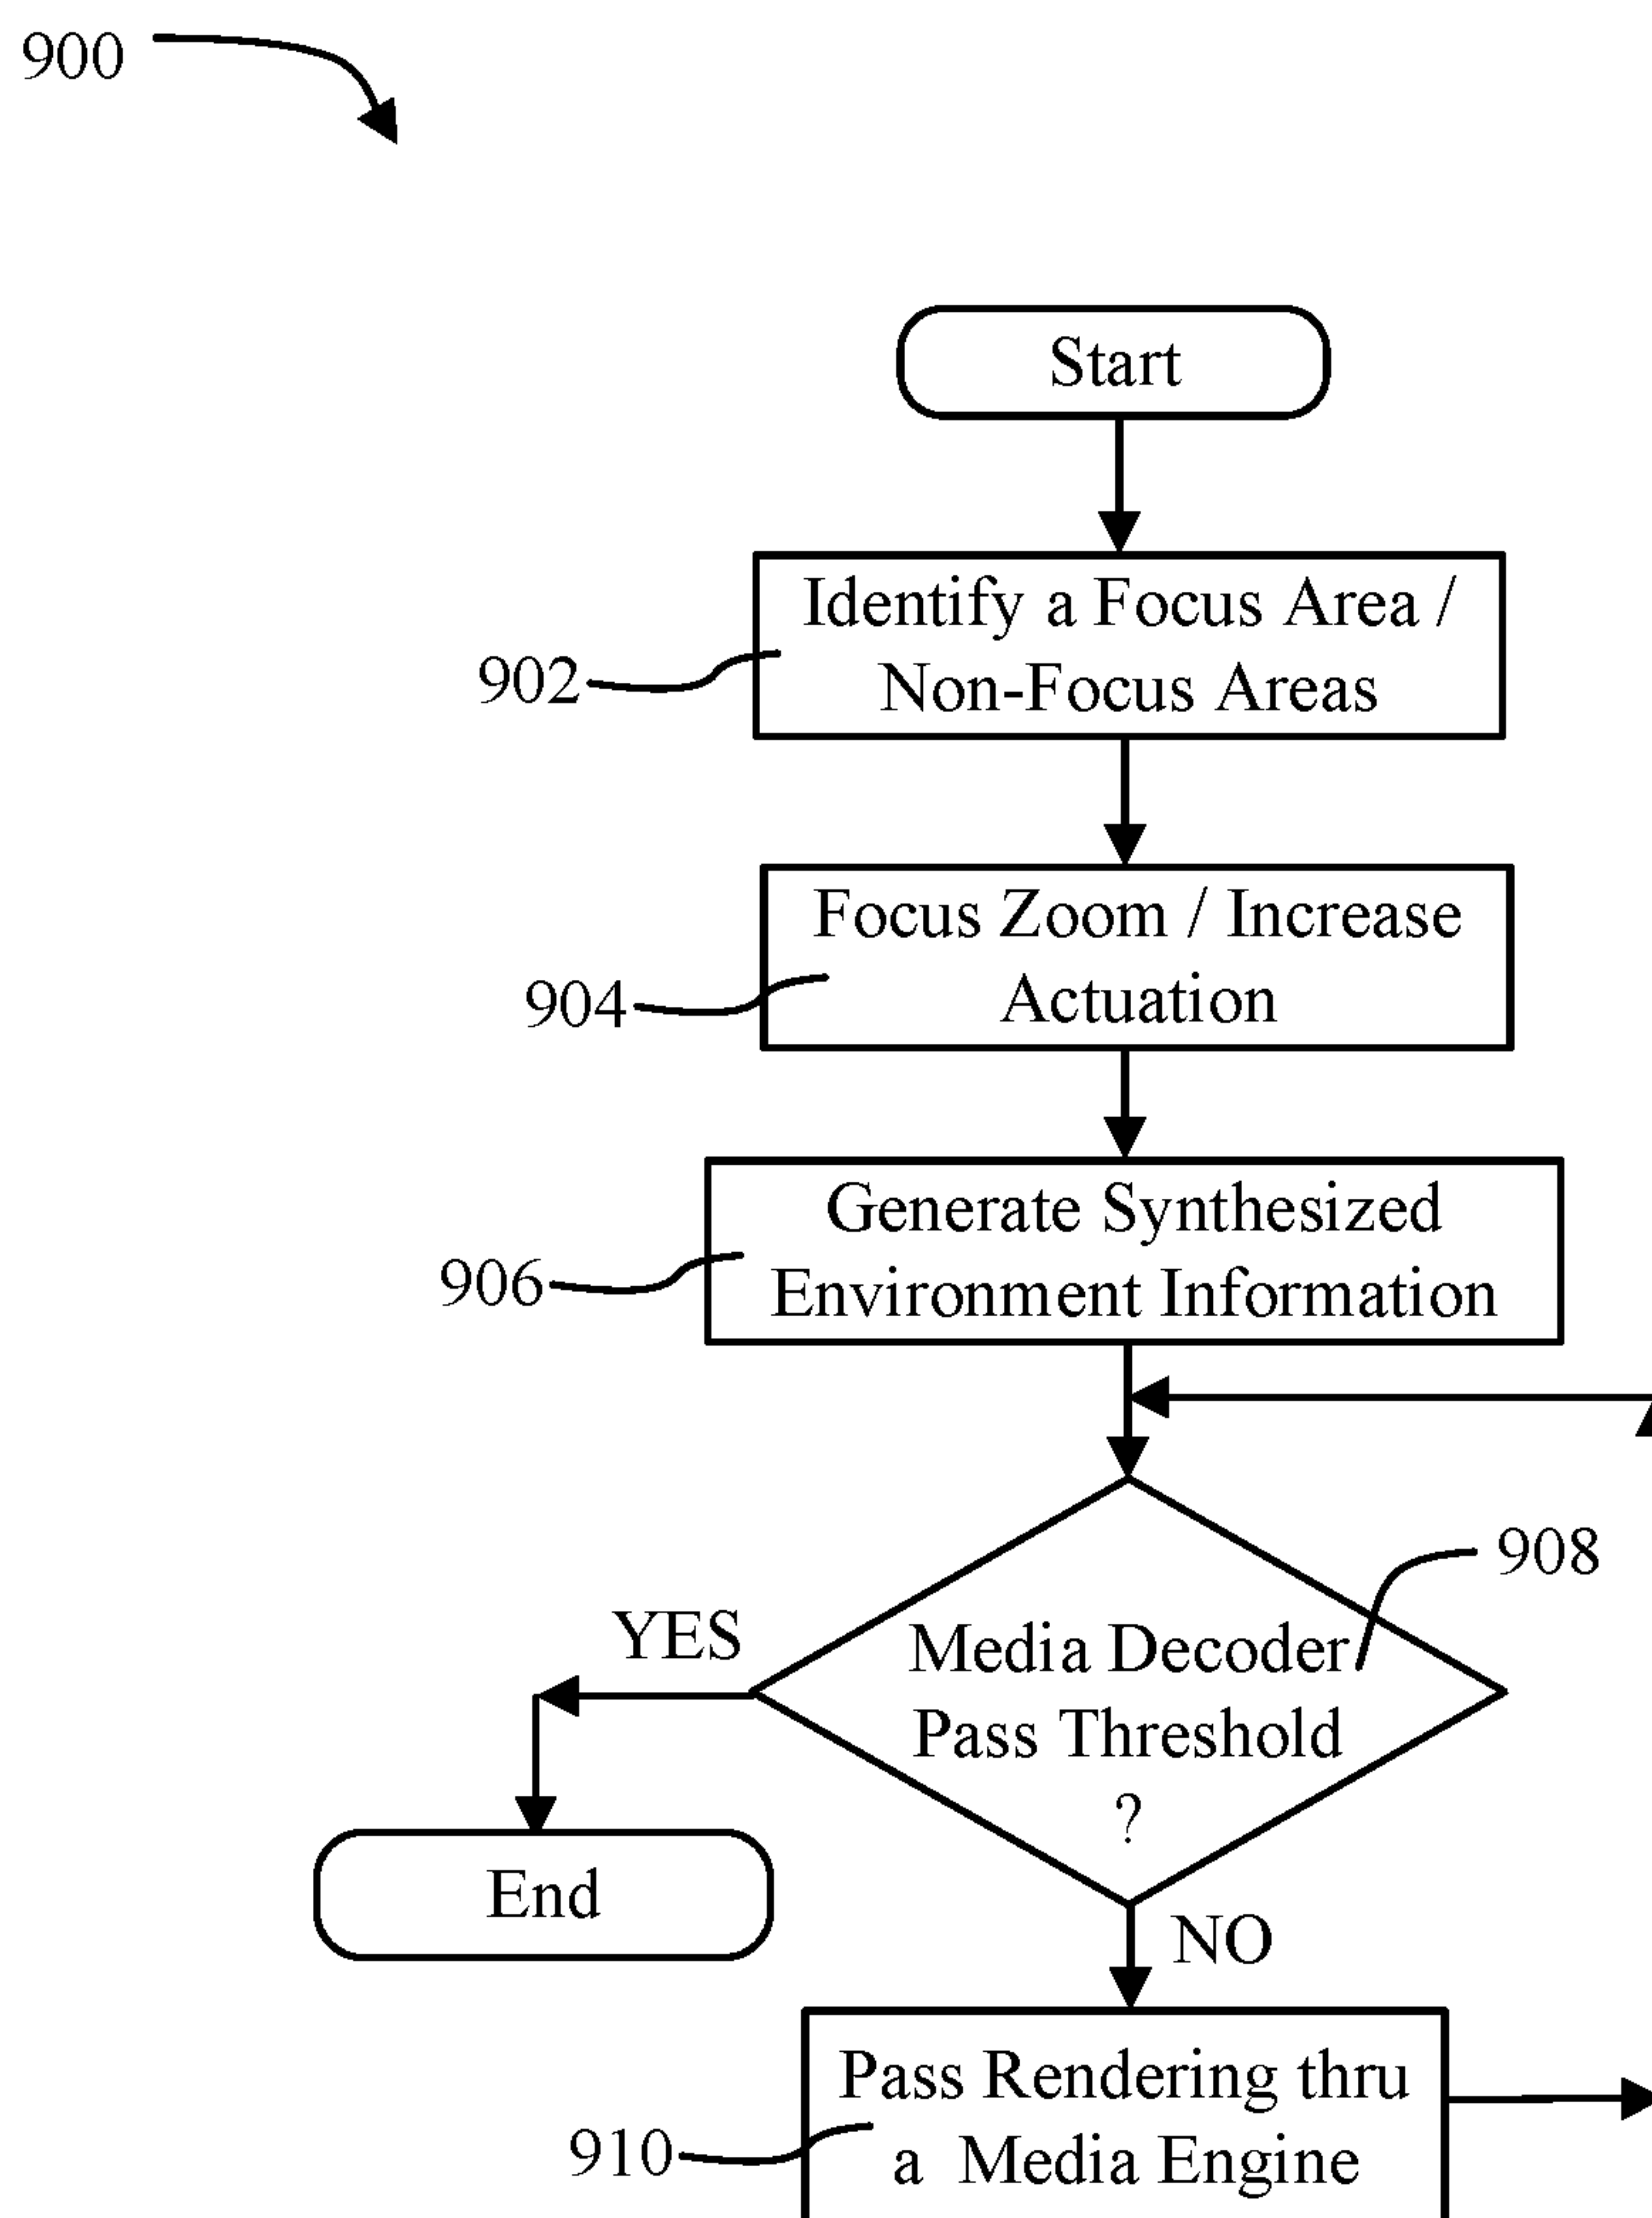 900
Start
Identify a Focus Area /
Non-Focus Areas
902
Focus Zoom / Increase
Actuation
904
Generate Synthesized
Environment Information
906
908
YES
Media Decoder
Pass Threshold
?
End
NO
Pass Rendering thru
a Media Engine
910